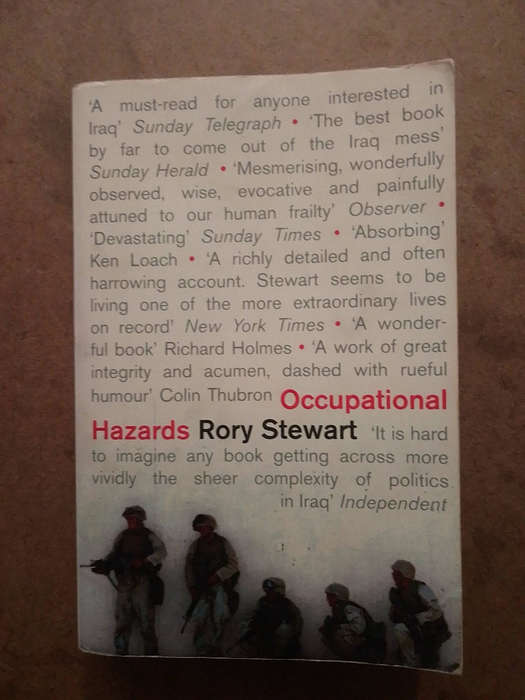 ‘A must-read for anyone interested in
Iraq’ Sunday Telegraph • ‘The best book
by far to come out of the Iraq mess’
Sunday Herald • ‘Mesmerising, wonderfully
observed, wise, evocative and painfully
attuned to our human frailty’ Observer •
‘Devastating’ Sunday Times • ‘Absorbing’
Ken Loach • ‘A richly detailed and often
harrowing account. Stewart seems to be
living one of the more extraordinary lives
on record’ New York Times • ‘A wonder-
ful book’ Richard Holmes • ‘A work of great
integrity and acumen, dashed with rueful
humour’ Colin Thubron Occupational
Hazards Rory Stewart ‘It is hard
to imagine any book getting across more
vividly the sheer complexity of politics
in Iraq’ Independent